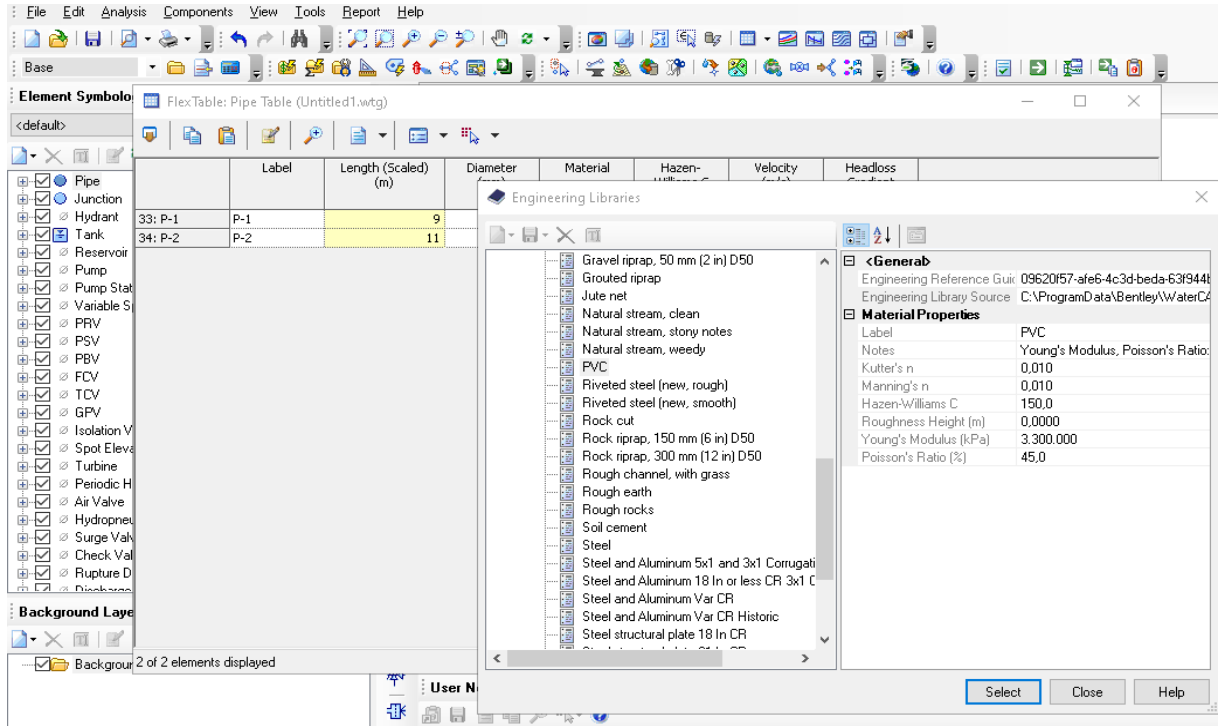 File Edit Analysis Components View Tools Report Help
Base
Element Symbolo
<default>
Pipe
Junction
Hydrant
Tank
Reservoir
Pump
Pump Stat
Variable S
PRV
PSV
PBV
FCV
TCV
GPV
Isolation V
Spot Eleva
Turbine
Periodic H
Air Valve
Hydropneu
Surge Valv
Check Val
Rupture D
Background Laye
Backgrour
FlexTable: Pipe Table (Untitled1.wtg)
Label Length (Scaled) (m) Diameter Material Hazen- Velocity Headloss
33: P-1 P-1 9
34: P-2 P-2 11
2 of 2 elements displayed
User N
Engineering Libraries
Gravel riprap, 50 mm (2 in) D50
Grouted riprap
Jute net
Natural stream, clean
Natural stream, stony notes
Natural stream, weedy
PVC
Riveted steel (new, rough)
Riveted steel (new, smooth)
Rock cut
Rock riprap, 150 mm (6 in) D50
Rock riprap, 300 mm (12 in) D50
Rough channel, with grass
Rough earth
Rough rocks
Soil cement
Steel
Steel and Aluminum 5x1 and 3x1 Corrugati
Steel and Aluminum 18 In or less CR 3x1 C
Steel and Aluminum Var CR
Steel and Aluminum Var CR Historic
Steel structural plate 18 In CR
<General>
Engineering Reference Guic 09620f57-afe6-4c3d-beda-63f944b
Engineering Library Source C:\ProgramData\Bentley\WaterCA
Material Properties
Label PVC
Notes Young's Modulus, Poisson's Ratio:
Kutter's n 0,010
Manning's n 0,010
Hazen-Williams C 150,0
Roughness Height (m) 0,0000
Young's Modulus (kPa) 3.300.000
Poisson's Ratio (%) 45,0
Select Close Help